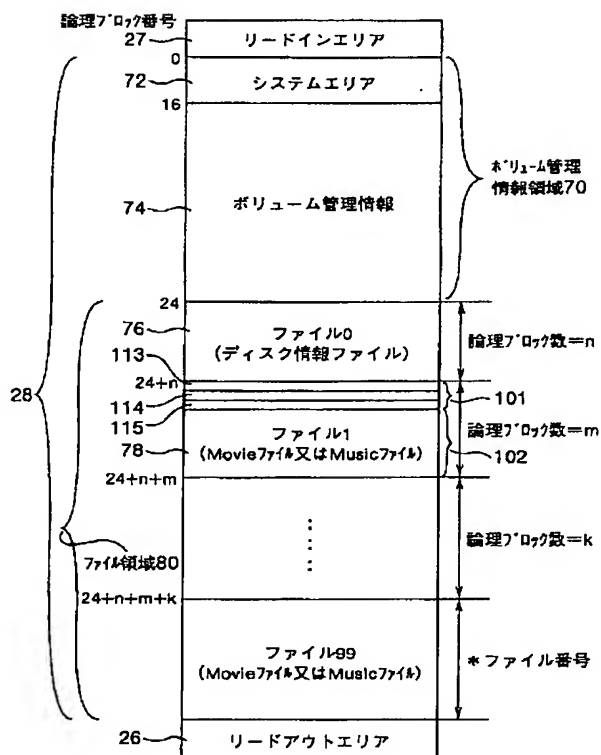 論理ブロック番号
27
リードインエリア
0
72
システムエリア
16
74
ボリューム管理情報
ボリューム管理
情報領域70
24
76
ファイル0
(ディスク情報ファイル)
論理ブロック数=n
113
24+n
114
115
101
28
78
ファイル1
(Movieファイル又はMusicファイル)
論理ブロック数=m
102
24+n+m
論理ブロック数=k
ファイル領域80
24+n+m+k
ファイル99
(Movieファイル又はMusicファイル)
*ファイル番号
26
リードアウトエリア